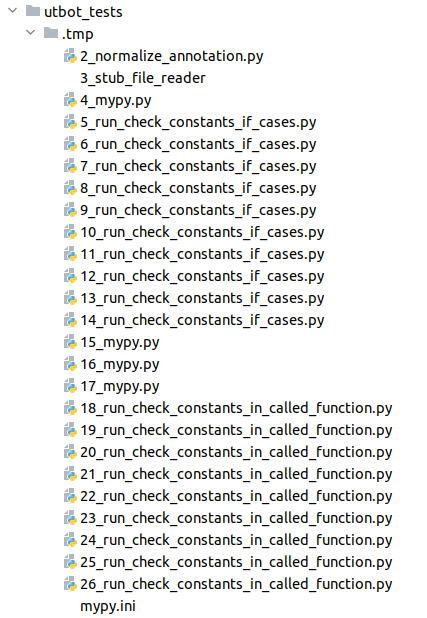 utbot_tests
.tmp
2_normalize_annotation.py
3_stub_file_reader
4_mypy.py
5_run_check_constants_if_cases.py
6_run_check_constants_if_cases.py
7_run_check_constants_if_cases.py
8_run_check_constants_if_cases.py
9_run_check_constants_if_cases.py
10_run_check_constants_if_cases.py
11_run_check_constants_if_cases.py
12_run_check_constants_if_cases.py
13_run_check_constants_if_cases.py
14_run_check_constants_if_cases.py
15_mypy.py
16_mypy.py
17_mypy.py
18_run_check_constants_in_called_function.py
19_run_check_constants_in_called_function.py
20_run_check_constants_in_called_function.py
21_run_check_constants_in_called_function.py
22_run_check_constants_in_called_function.py
23_run_check_constants_in_called_function.py
24_run_check_constants_in_called_function.py
25_run_check_constants_in_called_function.py
26_run_check_constants_in_called_function.py
mypy.ini